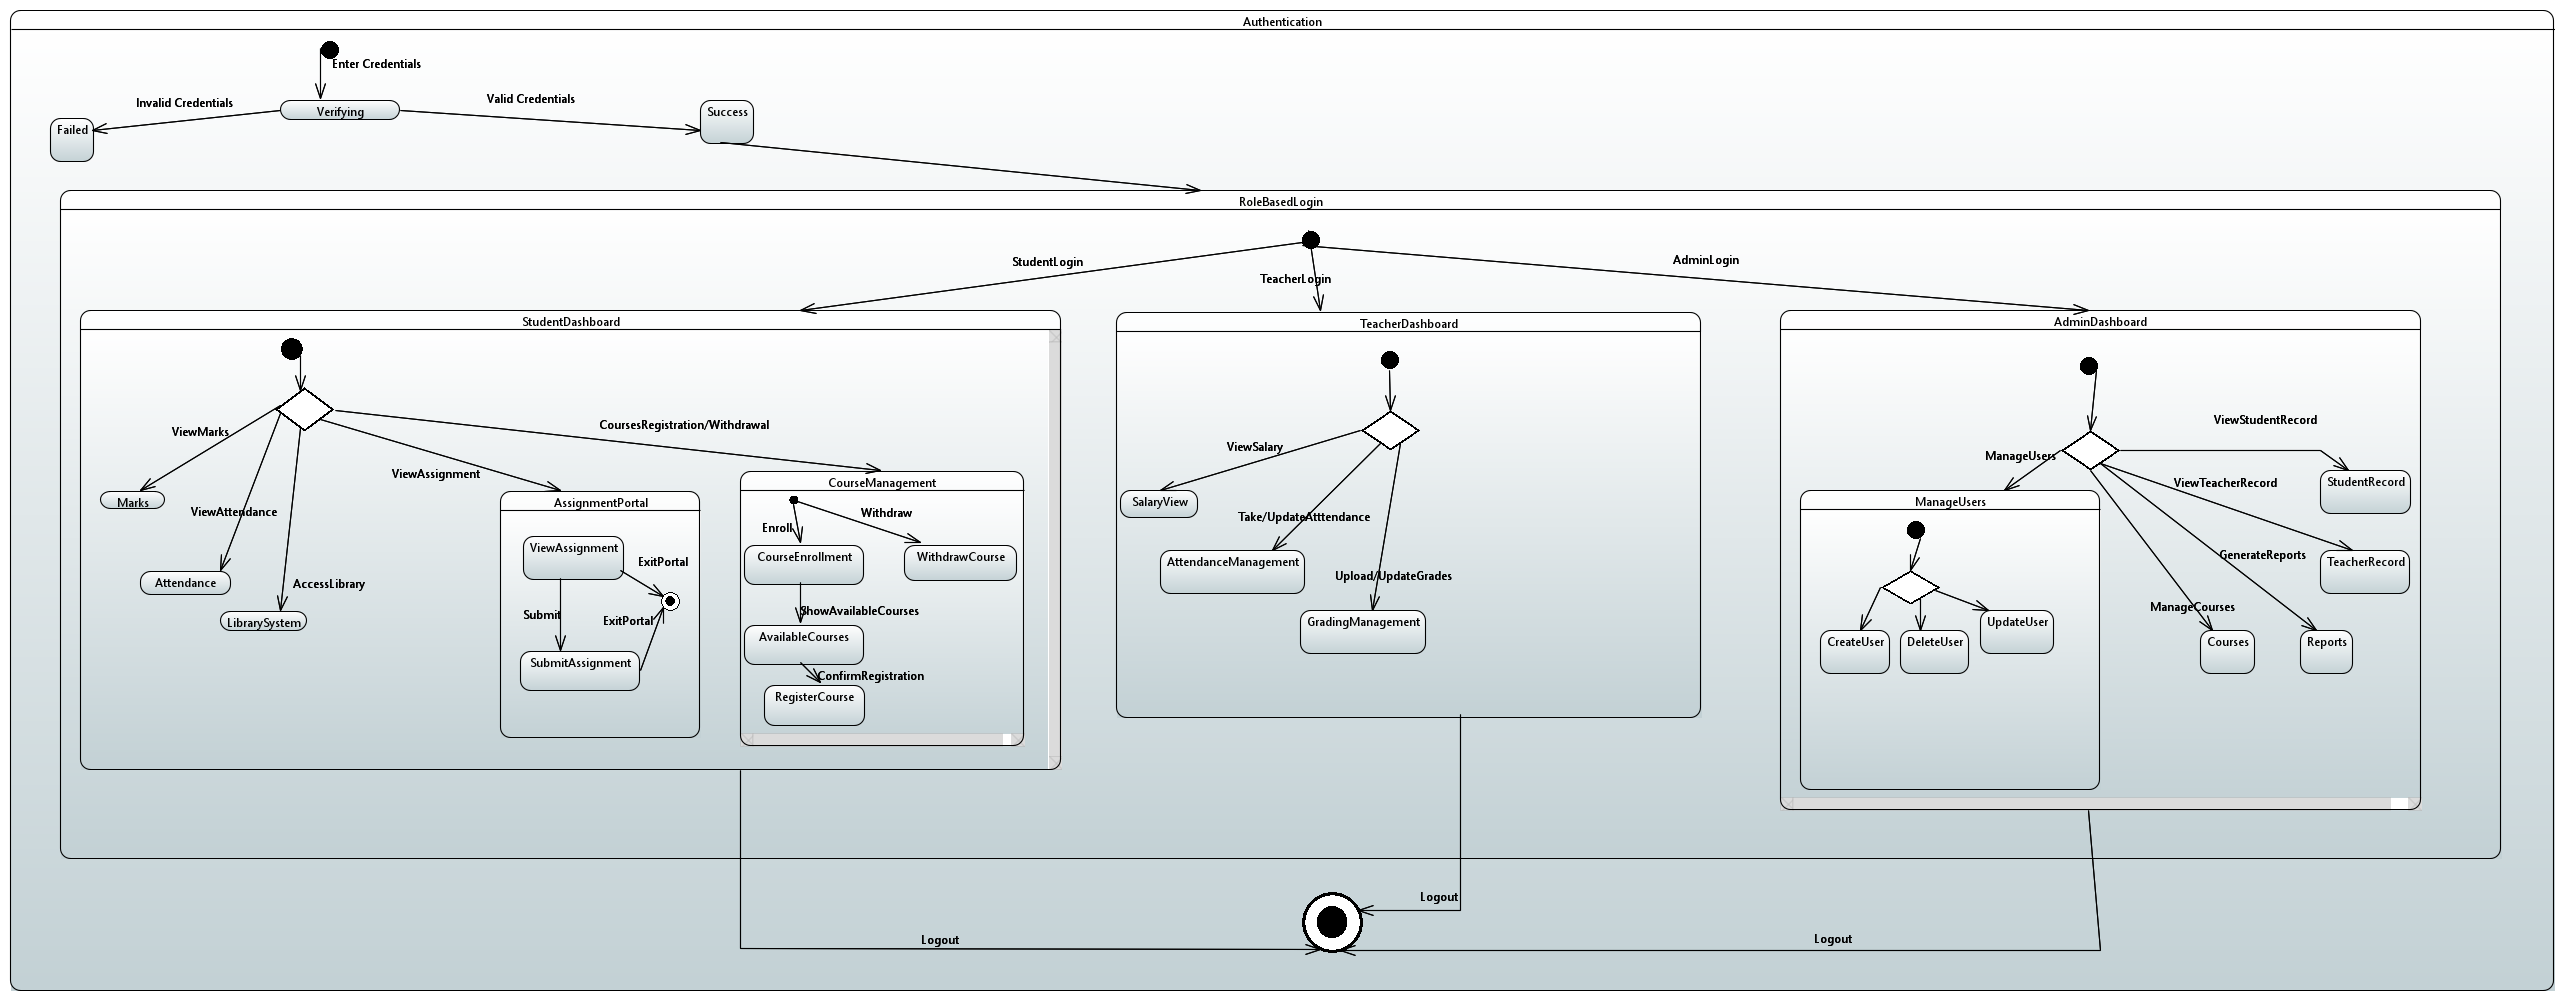 Authentication
Enter Credentials
Invalid Credentials
Valid Credentials
Verifying
Success
Failed
RoleBasedLogin
StudentLogin
TeacherLogin
AdminLogin
StudentDashboard
ViewMarks
CoursesRegistration/Withdrawal
ViewAssignment
Marks
ViewAttendance
Attendance
AccessLibrary
LibrarySystem
AssignmentPortal
ViewAssignment
ExitPortal
Submit
ExitPortal
SubmitAssignment
CourseManagement
Withdraw
Enroll
CourseEnrollment
WithdrawCourse
ShowAvailableCourses
AvailableCourses
ConfirmRegistration
RegisterCourse
TeacherDashboard
ViewSalary
SalaryView
Take/UpdateAtttendance
AttendanceManagement
Upload/UpdateGrades
GradingManagement
AdminDashboard
ViewStudentRecord
ManageUsers
ViewTeacherRecord
StudentRecord
ManageUsers
GenerateReports
TeacherRecord
ManageCourses
UpdateUser
CreateUser
DeleteUser
Courses
Reports
Logout
Logout
Logout